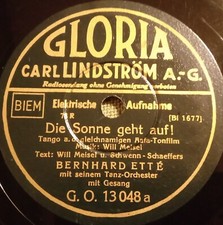 GLORIA
CARL LINDSTRÖM A.-G.
Radiosendung ohne Genehmigung verboten
BIEM
Elektrische Aufnahme
[BI 1677]
Die Sonne geht auf!
Tango a. d. gleichnamigen Aafa-Tonfilm
Musik: Will Meisel
Text: Will Meisel u. Schwenn-Schaeffers
BERNHARD ETTÉ
mit seinem Tanz-Orchester
mit Gesang
G. O. 13048 a